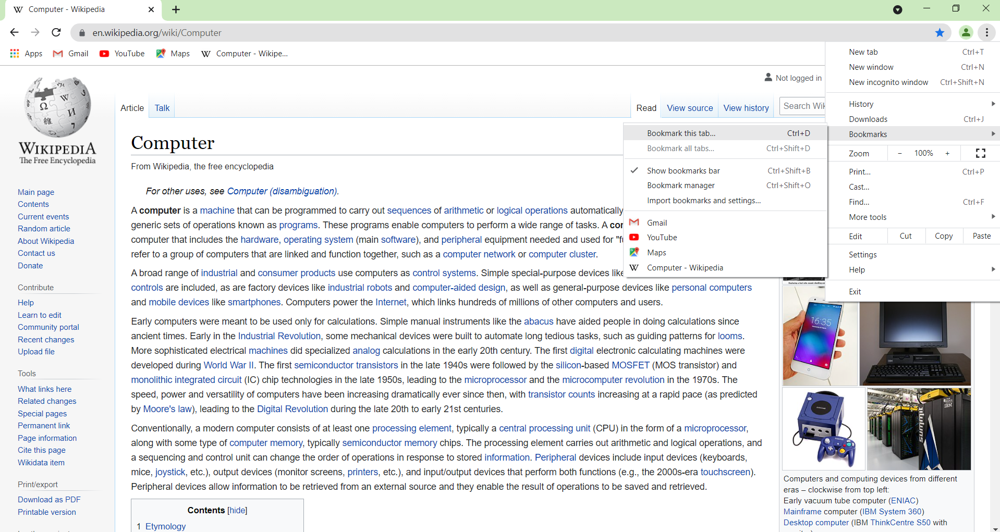 Computer - Wikipedia
en.wikipedia.org/wiki/Computer
Apps Gmail YouTube Maps Computer - Wikipe...
Not logged in
Article Talk Read View source View history Search Wik
WIKIPEDIA
The Free Encyclopedia
Main page
Contents
Current events
Random article
About Wikipedia
Contact us
Donate
Contribute
Help
Learn to edit
Community portal
Recent changes
Upload file
Tools
What links here
Related changes
Special pages
Permanent link
Page information
Cite this page
Wikidata item
Print/export
Download as PDF
Printable version
Computer
From Wikipedia, the free encyclopedia
For other uses, see Computer (disambiguation).
A computer is a machine that can be programmed to carry out sequences of arithmetic or logical operations automatically
generic sets of operations known as programs. These programs enable computers to perform a wide range of tasks. A cor
computer that includes the hardware, operating system (main software), and peripheral equipment needed and used for "fu
refer to a group of computers that are linked and function together, such as a computer network or computer cluster.
A broad range of industrial and consumer products use computers as control systems. Simple special-purpose devices like
controls are included, as are factory devices like industrial robots and computer-aided design, as well as general-purpose devices like personal computers
and mobile devices like smartphones. Computers power the Internet, which links hundreds of millions of other computers and users.
Early computers were meant to be used only for calculations. Simple manual instruments like the abacus have aided people in doing calculations since
ancient times. Early in the Industrial Revolution, some mechanical devices were built to automate long tedious tasks, such as guiding patterns for looms.
More sophisticated electrical machines did specialized analog calculations in the early 20th century. The first digital electronic calculating machines were
developed during World War II. The first semiconductor transistors in the late 1940s were followed by the silicon-based MOSFET (MOS transistor) and
monolithic integrated circuit (IC) chip technologies in the late 1950s, leading to the microprocessor and the microcomputer revolution in the 1970s. The
speed, power and versatility of computers have been increasing dramatically ever since then, with transistor counts increasing at a rapid pace (as predicted
by Moore's law), leading to the Digital Revolution during the late 20th to early 21st centuries.
Conventionally, a modern computer consists of at least one processing element, typically a central processing unit (CPU) in the form of a microprocessor,
along with some type of computer memory, typically semiconductor memory chips. The processing element carries out arithmetic and logical operations, and
a sequencing and control unit can change the order of operations in response to stored information. Peripheral devices include input devices (keyboards,
mice, joystick, etc.), output devices (monitor screens, printers, etc.), and input/output devices that perform both functions (e.g., the 2000s-era touchscreen).
Peripheral devices allow information to be retrieved from an external source and they enable the result of operations to be saved and retrieved.
Contents [hide]
1 Etymology
Bookmark this tab... Ctrl+D
Bookmark all tabs... Ctrl+Shift+D
Show bookmarks bar Ctrl+Shift+B
Bookmark manager Ctrl+Shift+O
Import bookmarks and settings...
Gmail
YouTube
Maps
Computer - Wikipedia
New tab Ctrl+T
New window Ctrl+N
New incognito window Ctrl+Shift+N
History
Downloads Ctrl+J
Bookmarks
Zoom - 100% +
Print... Ctrl+P
Cast...
Find... Ctrl+F
More tools
Edit Cut Copy Paste
Settings
Help
Exit
16:35
IBM
Computers and computing devices from different
eras – clockwise from top left:
Early vacuum tube computer (ENIAC)
Mainframe computer (IBM System 360)
Desktop computer (IBM ThinkCentre S50 with